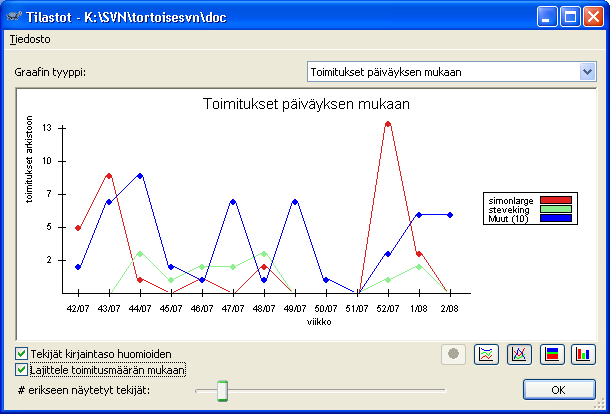 Tilastot - K:\SVN\tortoisesvn\doc
Tiedosto
Graafin tyyppi:
Toimitukset päiväyksen mukaan
Toimitukset päiväyksen mukaan
toimitukset arkistoon
13
10
7
5
2
42/07 43/07 44/07 45/07 46/07 47/07 48/07 49/07 50/07 51/07 52/07 1/08 2/08
viikko
simonlarge
steveking
Muut (10)
Tekijät kirjaintaso huomioiden
Lajittele toimitusmäärän mukaan
# erikseen näytetyt tekijät:
OK